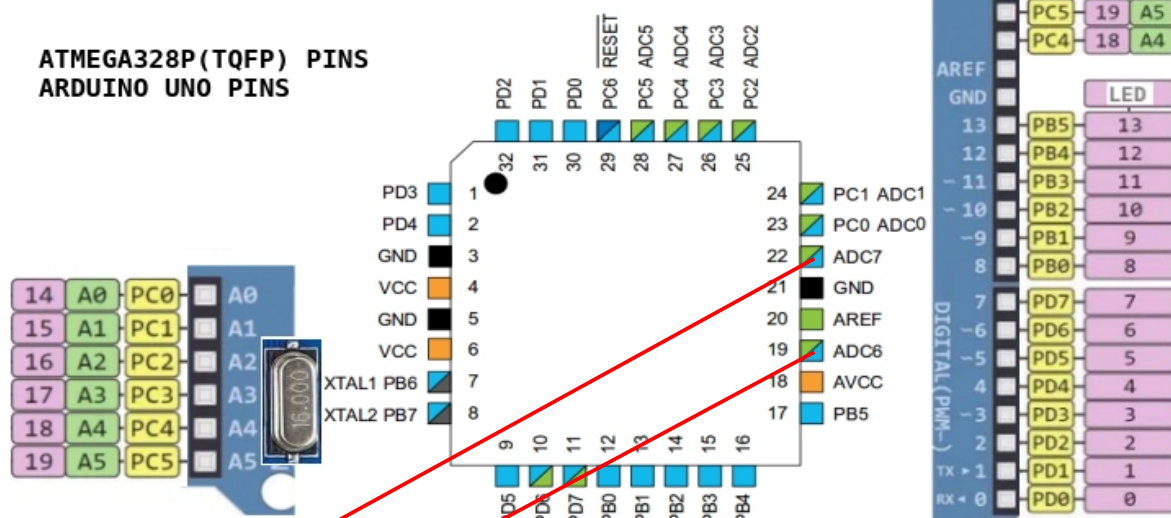 ATMEGA328P(TQFP) PINS
ARDUINO UNO PINS
PD2
PD1
PD0
PC6 RESET
PC5 ADC5
PC4 ADC4
PC3 ADC3
PC2 ADC2
32 31 30 29 28 27 26 25
PD3 1
PD4 2
GND 3
VCC 4
GND 5
VCC 6
XTAL1 PB6 7
XTAL2 PB7 8
24 PC1 ADC1
23 PC0 ADC0
22 ADC7
21 GND
20 AREF
19 ADC6
18 AVCC
17 PB5
9 10 11 12 13 14 15 16
PD5
PD6
PD7
PB0
PB1
PB2
PB3
PB4
14 A0 PC0 A0
15 A1 PC1 A1
16 A2 PC2 A2
17 A3 PC3 A3
18 A4 PC4 A4
19 A5 PC5 A5
16.000
PC5 19 A5
PC4 18 A4
AREF
GND LED
13 PB5 13
12 PB4 12
~11 PB3 11
~10 PB2 10
~9 PB1 9
8 PB0 8
7 PD7 7
~6 PD6 6
~5 PD5 5
4 PD4 4
~3 PD3 3
2 PD2 2
TX ▸ 1 PD1 1
RX ◂ 0 PD0 0
DIGITAL(PWM~)